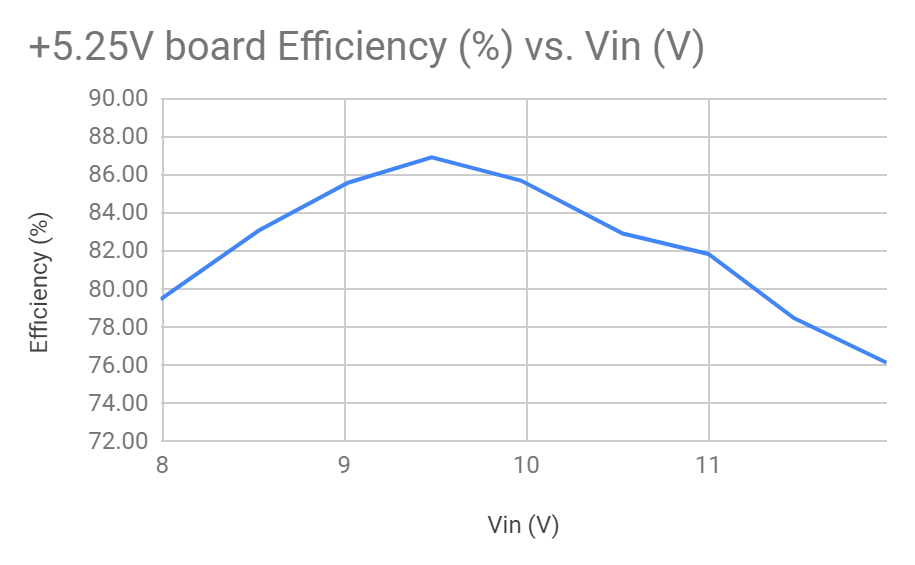 +5.25V board Efficiency (%) vs. Vin (V)
90.00
88.00
86.00
84.00
82.00
80.00
78.00
76.00
74.00
72.00
Efficiency (%)
8 9 10 11
Vin (V)